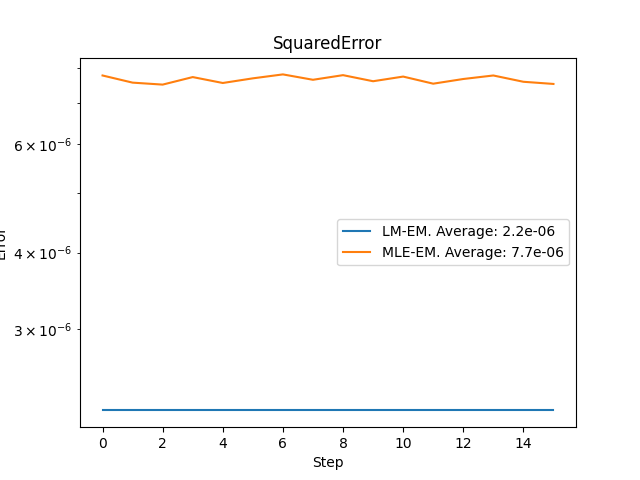 SquaredError
6 × 10⁻⁶
4 × 10⁻⁶
3 × 10⁻⁶
Error
LM-EM. Average: 2.2e-06
MLE-EM. Average: 7.7e-06
0 2 4 6 8 10 12 14
Step